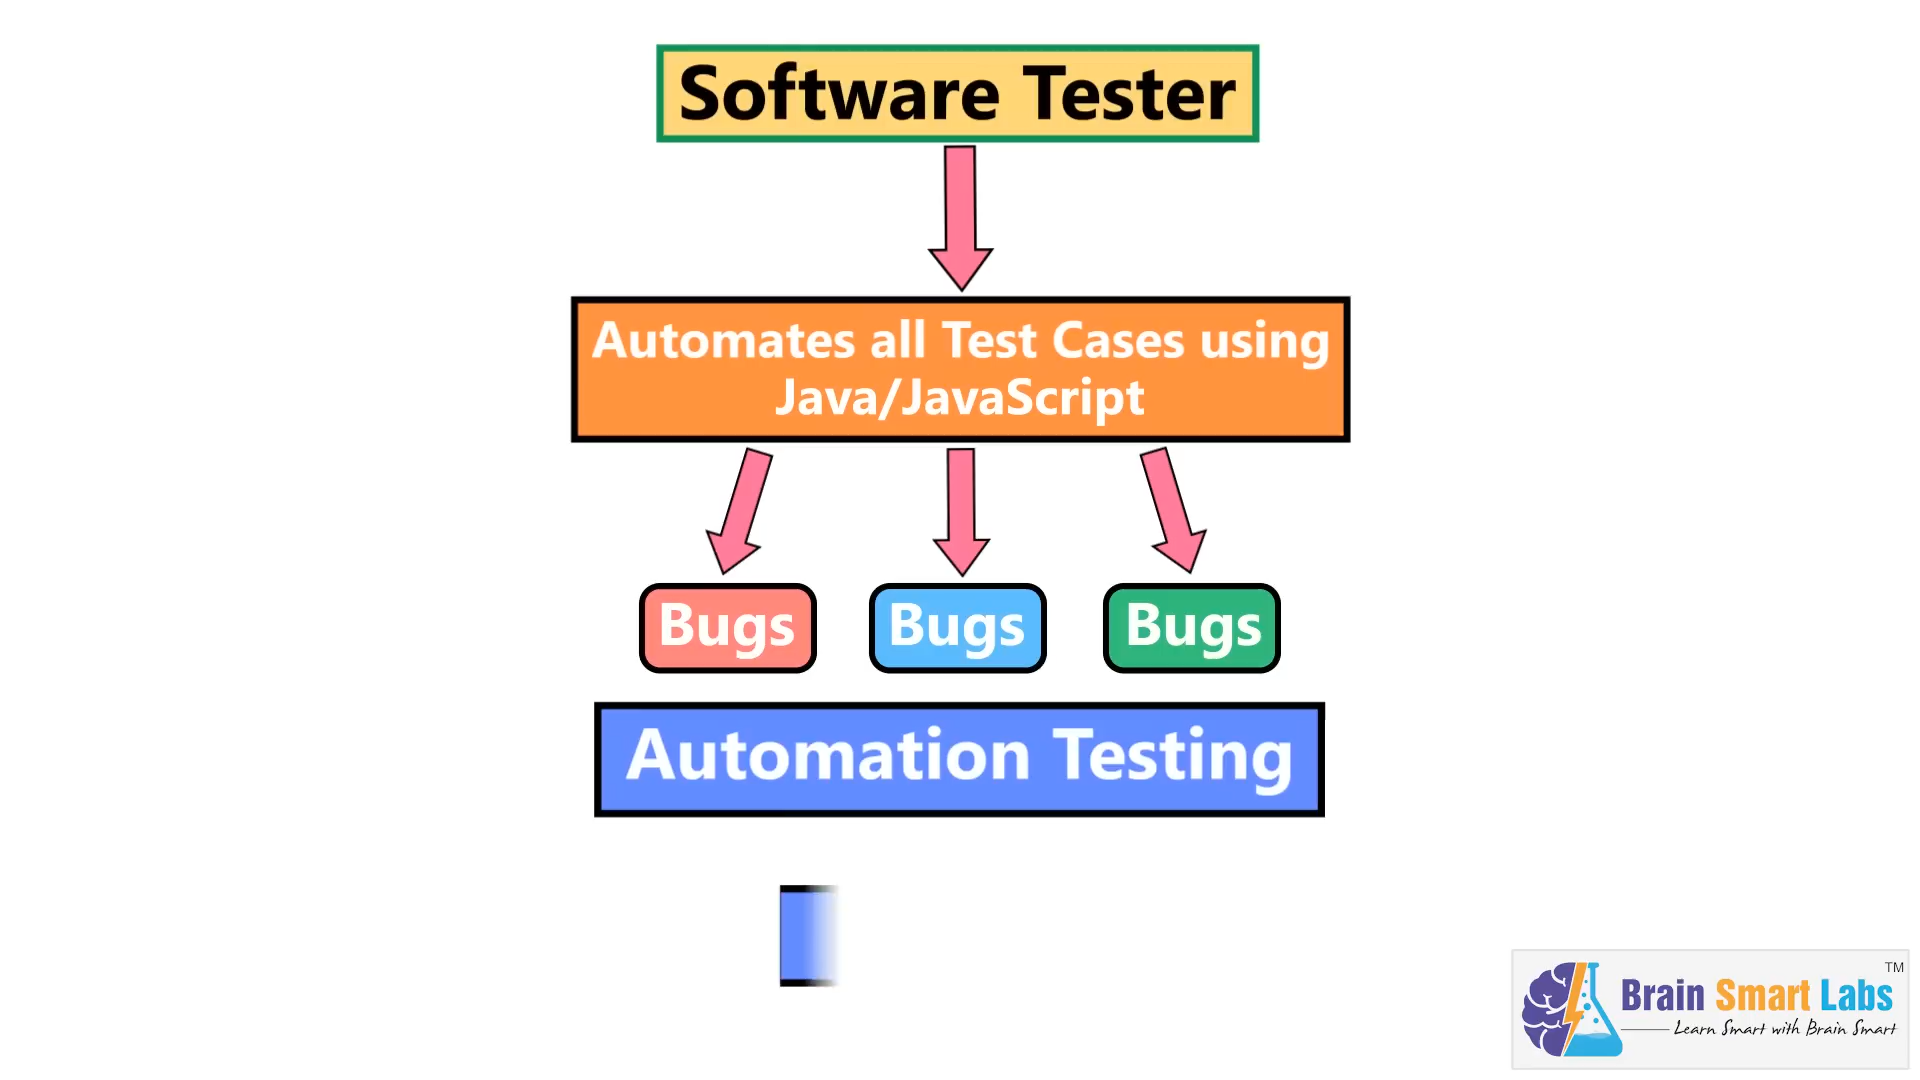 Software Tester
Automates all Test Cases using
Java/JavaScript
Bugs Bugs Bugs
Automation Testing
Brain Smart Labs TM
Learn Smart with Brain Smart